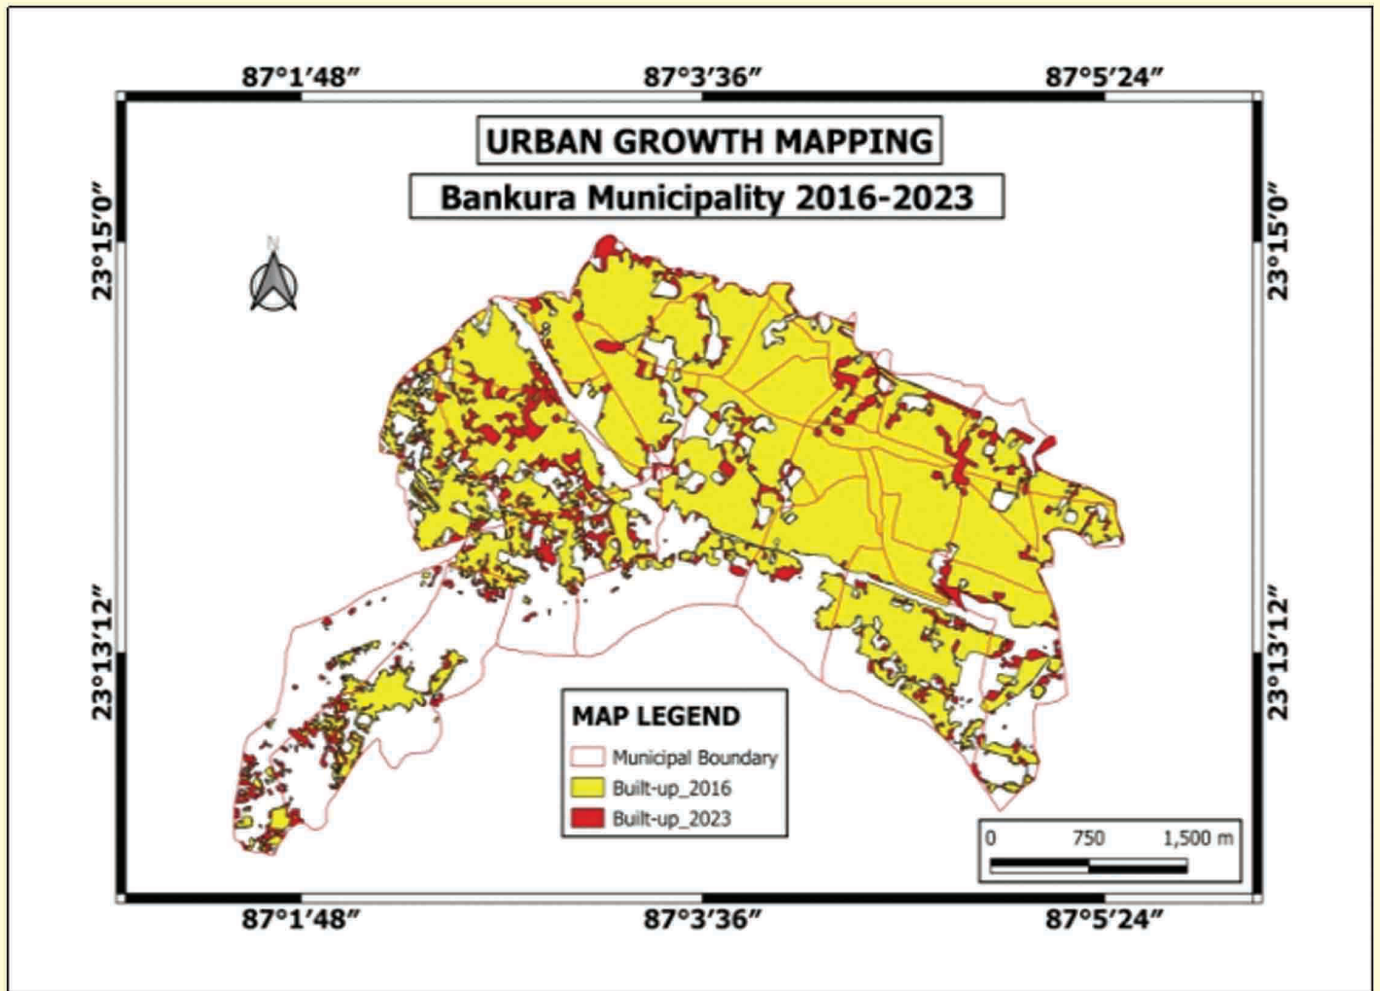 87°1'48" 87°3'36" 87°5'24"
URBAN GROWTH MAPPING
Bankura Municipality 2016-2023
23°15'0" 23°15'0"
N
23°13'12" 23°13'12"
MAP LEGEND
Municipal Boundary
Built-up_2016
Built-up_2023
0 750 1,500 m
87°1'48" 87°3'36" 87°5'24"